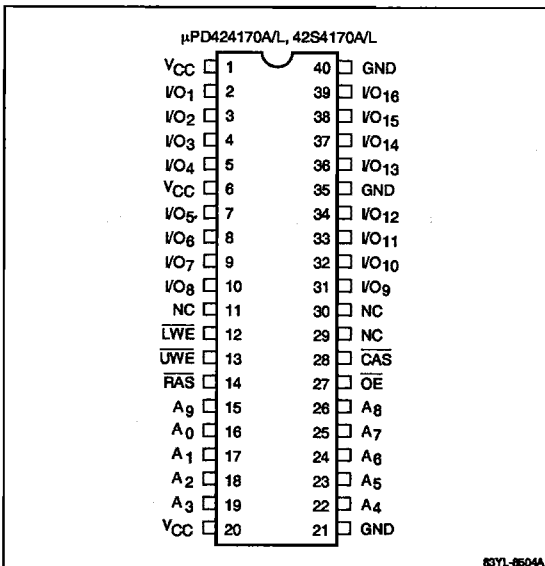 µPD424170A/L, 42S4170A/L
VCC 1 40 GND
I/O1 2 39 I/O16
I/O2 3 38 I/O15
I/O3 4 37 I/O14
I/O4 5 36 I/O13
VCC 6 35 GND
I/O5 7 34 I/O12
I/O6 8 33 I/O11
I/O7 9 32 I/O10
I/O8 10 31 I/O9
NC 11 30 NC
LWE 12 29 NC
UWE 13 28 CAS
RAS 14 27 OE
A9 15 26 A8
A0 16 25 A7
A1 17 24 A6
A2 18 23 A5
A3 19 22 A4
VCC 20 21 GND
83YL-8504A